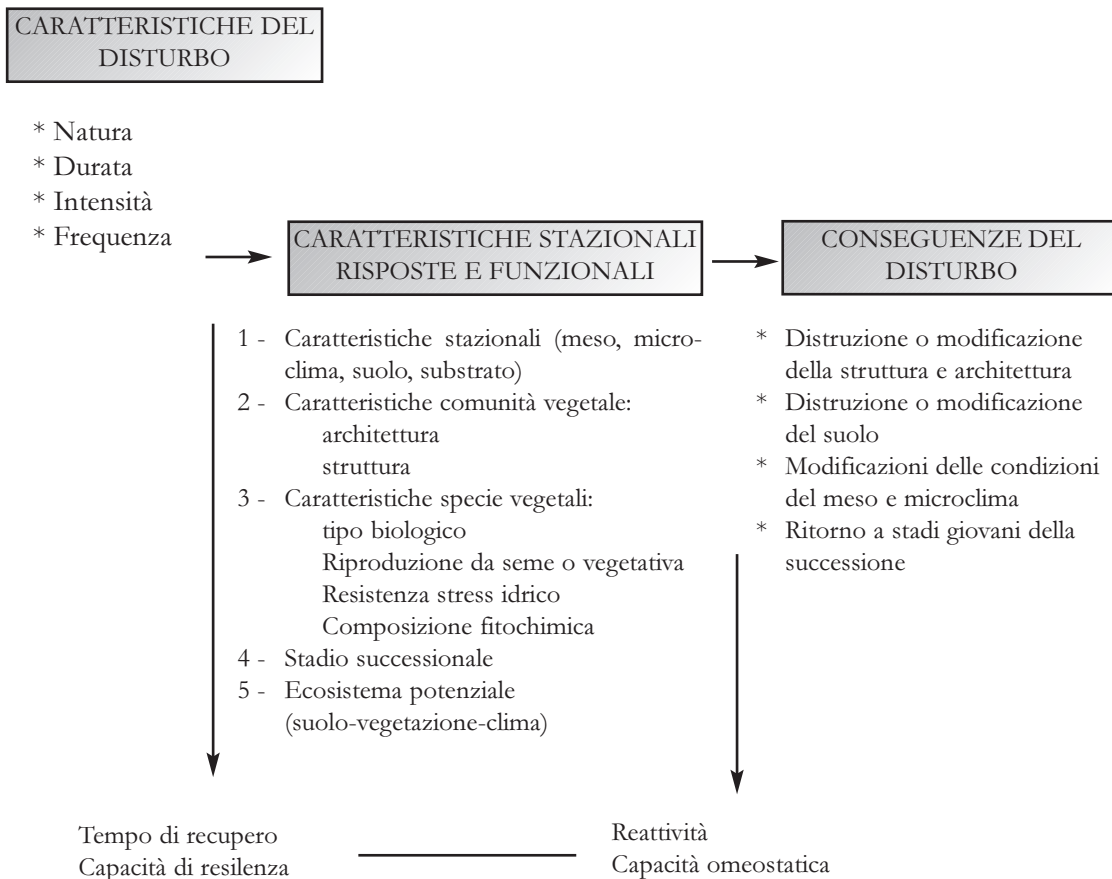 CARATTERISTICHE DEL
DISTURBO
* Natura
* Durata
* Intensità
* Frequenza
CARATTERISTICHE STAZIONALI
RISPOSTE E FUNZIONALI
1 - Caratteristiche stazionali (meso, micro-
clima, suolo, substrato)
2 - Caratteristiche comunità vegetale:
architettura
struttura
3 - Caratteristiche specie vegetali:
tipo biologico
Riproduzione da seme o vegetativa
Resistenza stress idrico
Composizione fitochimica
4 - Stadio successionale
5 - Ecosistema potenziale
(suolo-vegetazione-clima)
CONSEGUENZE DEL
DISTURBO
* Distruzione o modificazione
della struttura e architettura
* Distruzione o modificazione
del suolo
* Modificazioni delle condizioni
del meso e microclima
* Ritorno a stadi giovani della
successione
Tempo di recupero
Capacità di resilenza
Reattività
Capacità omeostatica